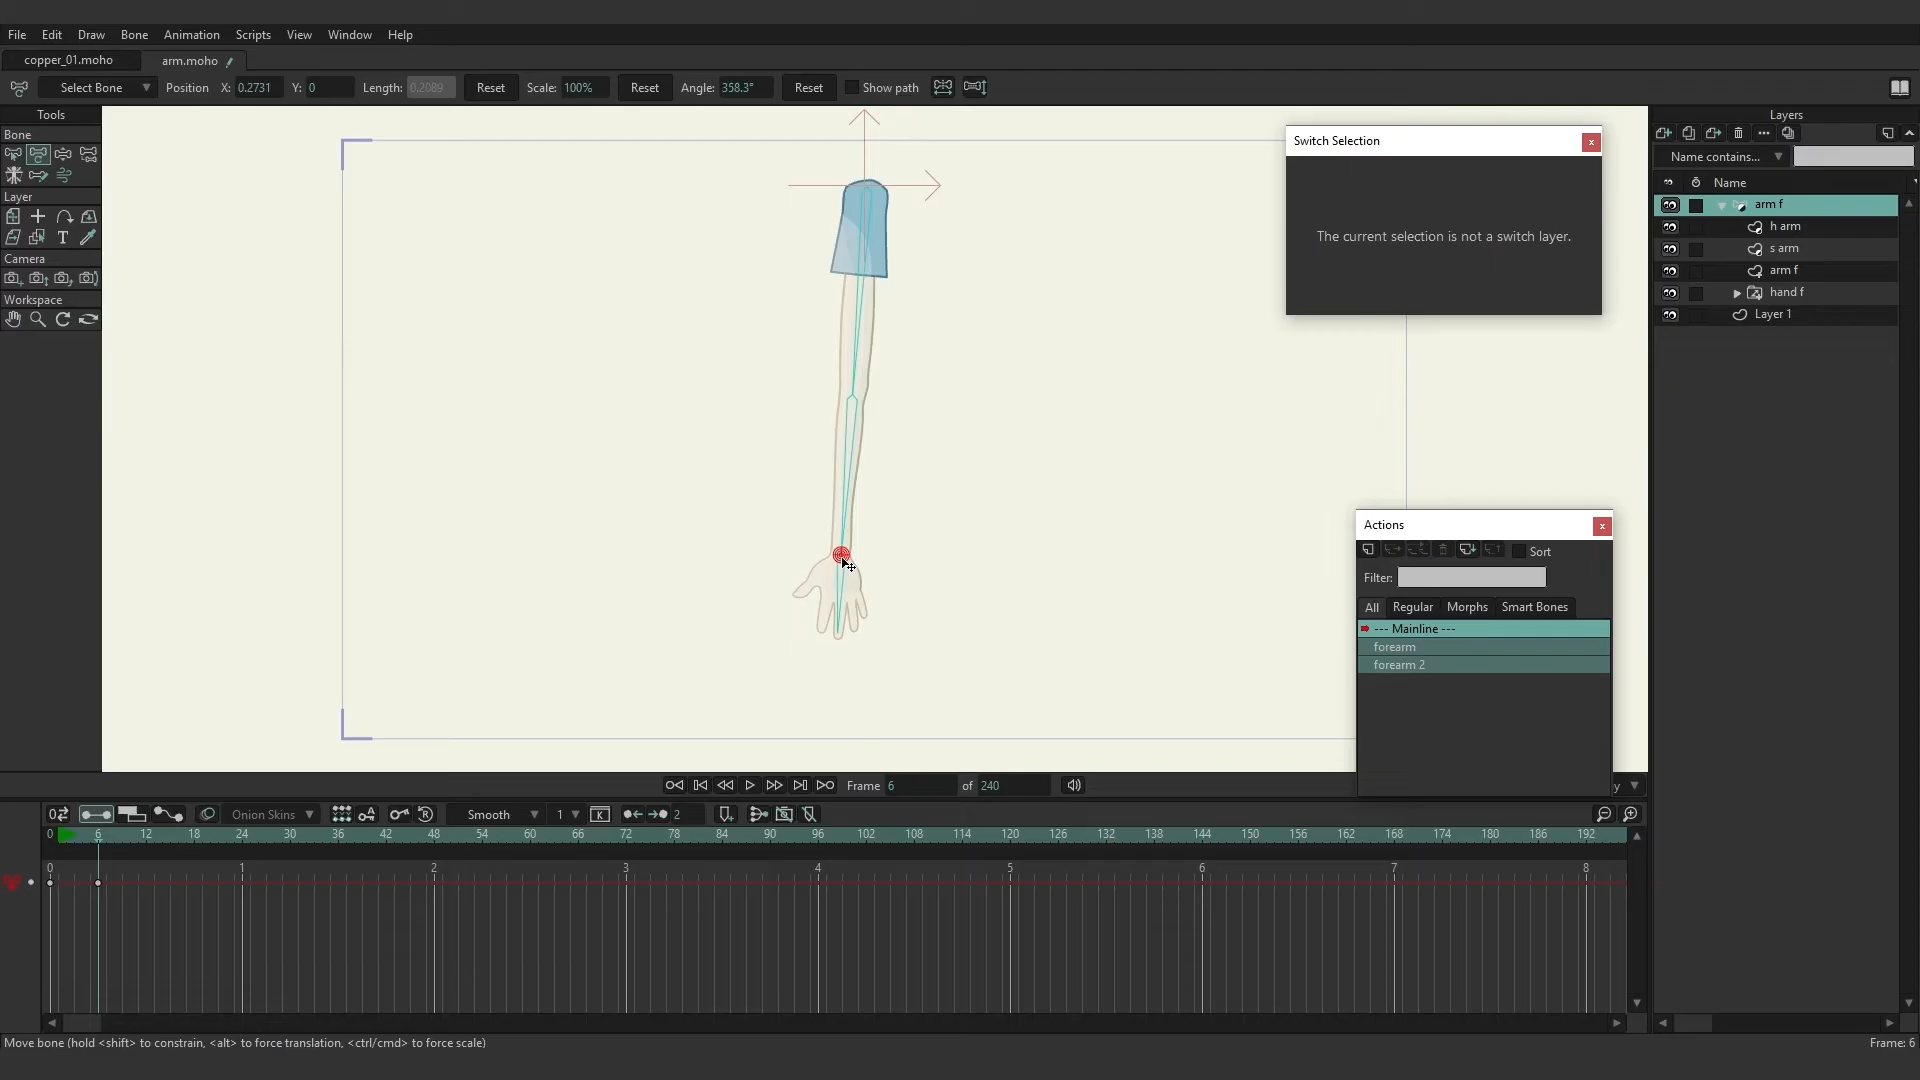 File Edit Draw Bone Animation Scripts View Window Help
copper_01.moho arm.moho
Select Bone Position X: 0.2731 Y: 0 Length: 0.2089 Reset Scale: 100% Reset Angle: 358.3° Reset Show path
Tools
Bone
Layer
T
Camera
Workspace
Switch Selection
x
The current selection is not a switch layer.
Layers
Name contains...
Name
arm f
h arm
s arm
arm f
hand f
Layer 1
Actions
x
Sort
Filter:
All Regular Morphs Smart Bones
--- Mainline ---
forearm
forearm 2
Frame 6 of 240
y
Onion Skins Smooth 1 K 2
0 6 12 18 24 30 36 42 48 54 60 66 72 78 84 90 96 102 108 114 120 126 132 138 144 150 156 162 168 174 180 186 192
0 1 2 3 4 5 6 7 8
Move bone (hold <shift> to constrain, <alt> to force translation, <ctrl/cmd> to force scale)
Frame: 6